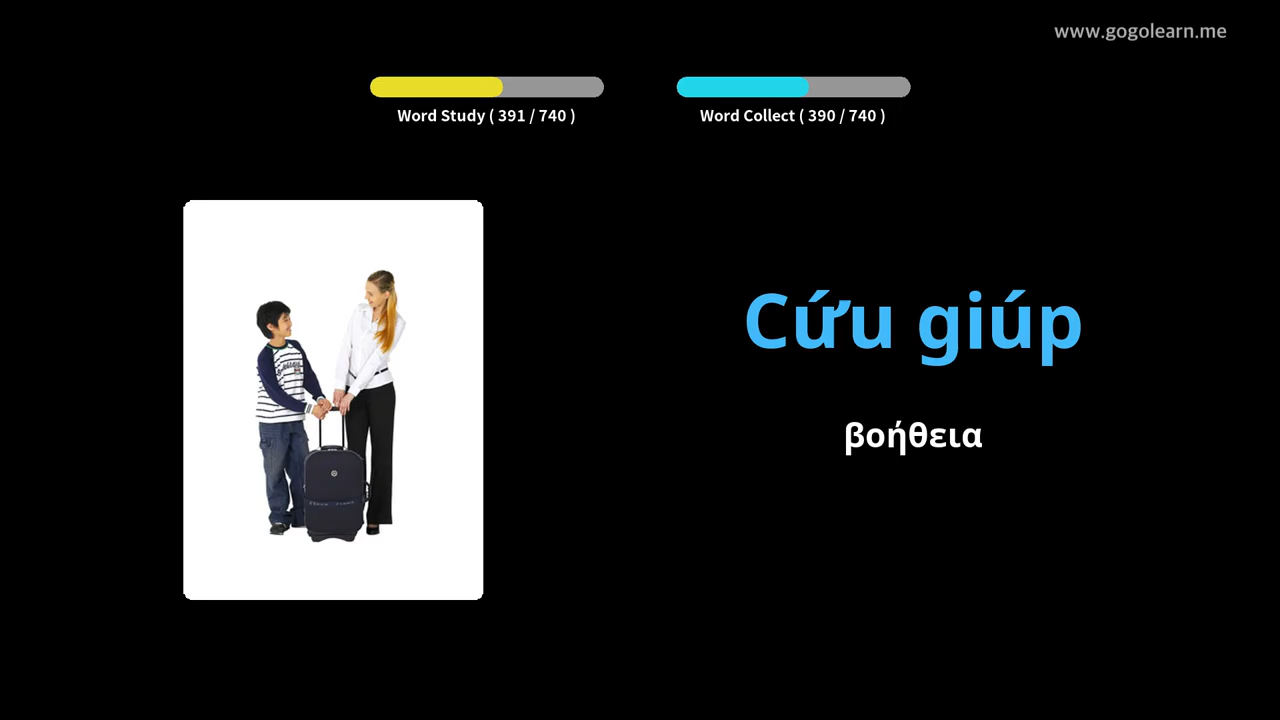 www.gogolearn.me
Word Study ( 391 / 740 )
Word Collect ( 390 / 740 )
Cứu giúp
βοήθεια